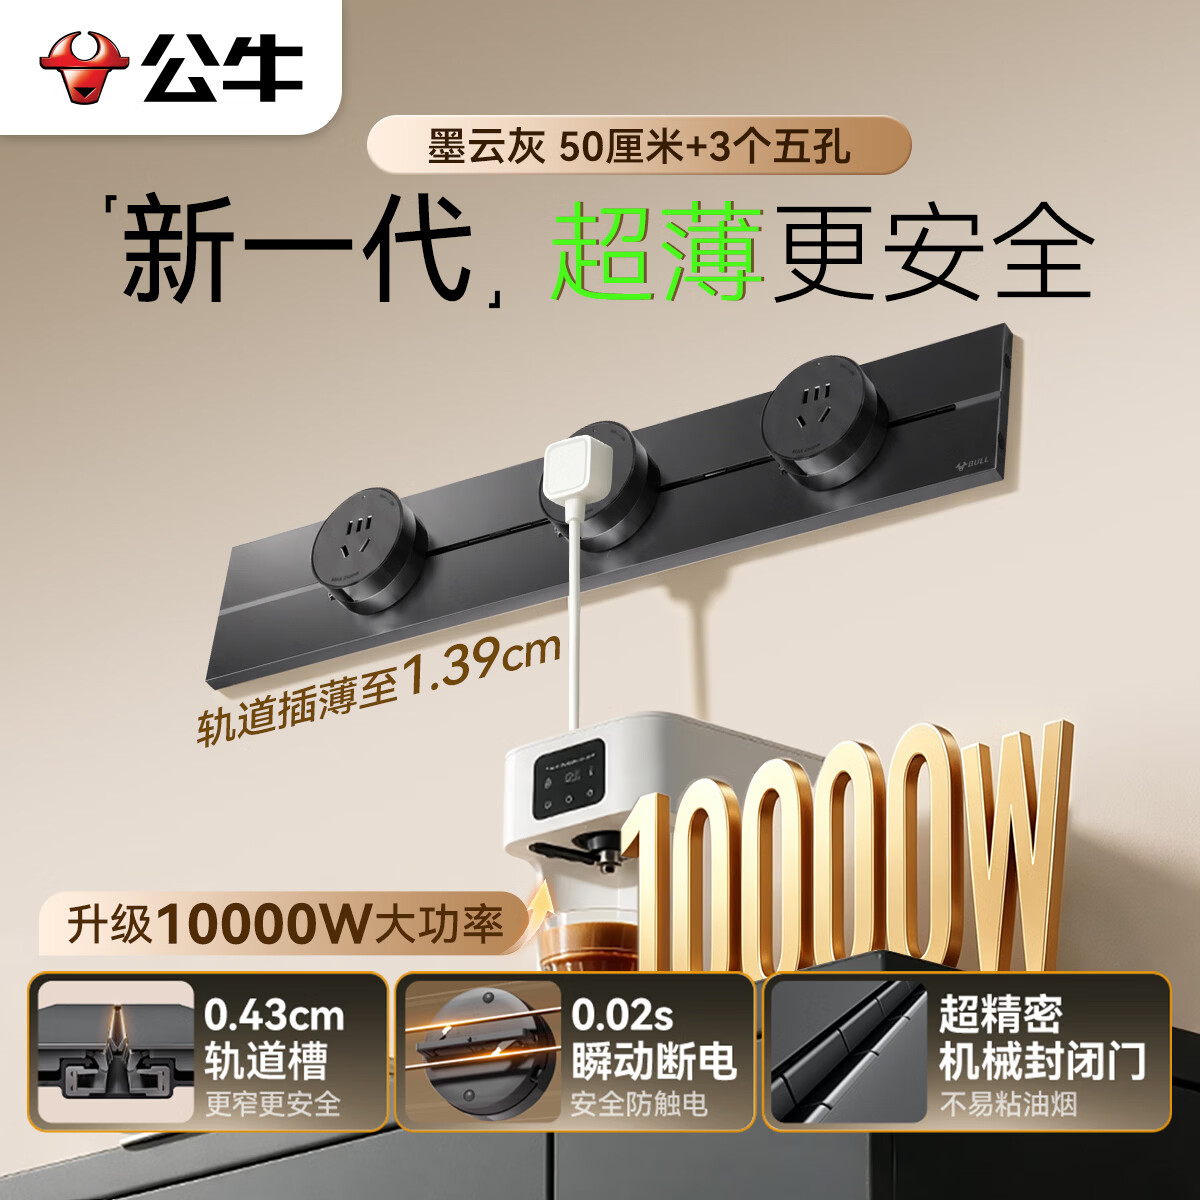 公牛
墨云灰 50厘米+3个五孔
「新一代」超薄更安全
BULL
轨道插薄至1.39cm
10000W
升级10000W大功率
0.43cm
轨道槽
更窄更安全
0.02s
瞬动断电
安全防触电
超精密
机械封闭门
不易粘油烟